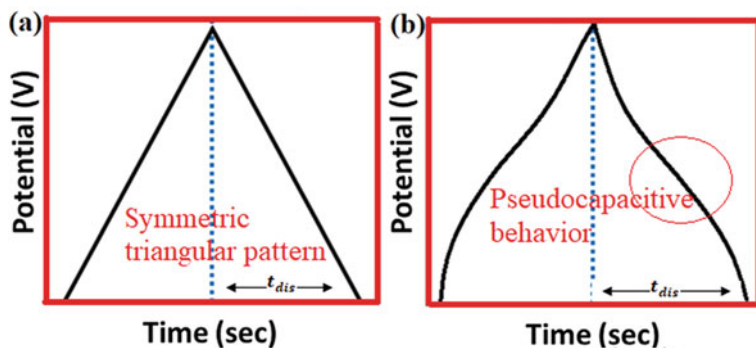 (a)
Potential (V)
Symmetric
triangular pattern
t_dis
Time (sec)
(b)
Potential (V)
Pseudocapacitive
behavior
t_dis
Time (sec)